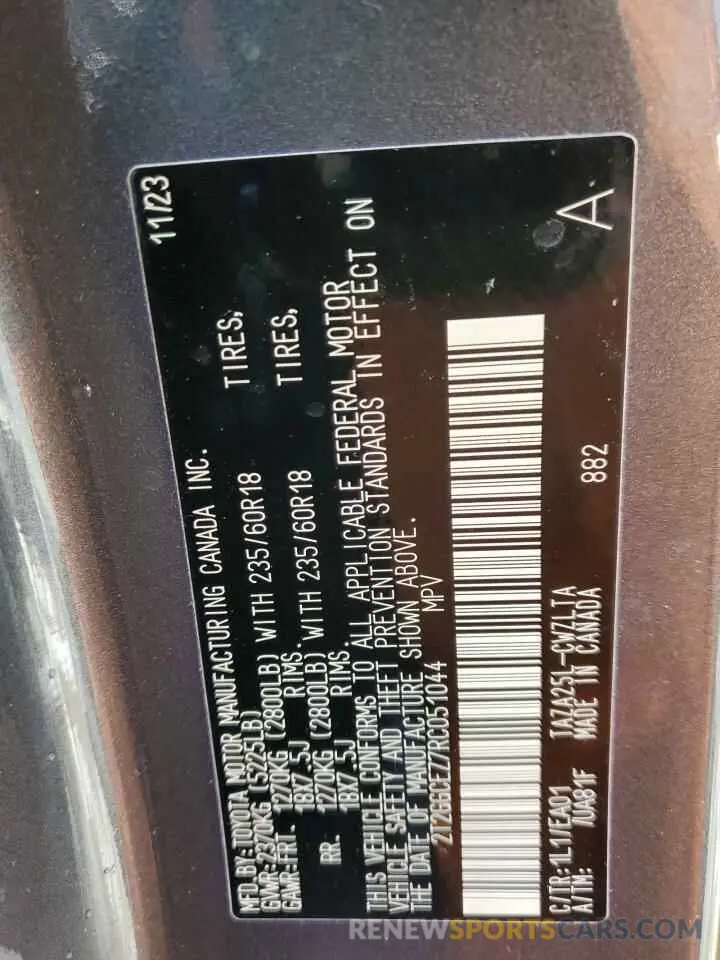 MFD.BY:TOYOTA MOTOR MANUFACTURING CANADA INC. 11/23
GVWR:2370KG (5225LB)
GAWR:FRT. 1270KG (2800LB) WITH 235/60R18 TIRES,
18X7.5J RIMS.
RR. 1270KG (2800LB) WITH 235/60R18 TIRES,
18X7.5J RIMS.
THIS VEHICLE CONFORMS TO ALL APPLICABLE FEDERAL MOTOR
VEHICLE SAFETY AND THEFT PREVENTION STANDARDS IN EFFECT ON
THE DATE OF MANUFACTURE SHOWN ABOVE.
2T2GGCEZ7RC051044 MPV
C/TR:1L1/EA01 TAZA25L-CWZLTA 882
A/TM: /UA81F MADE IN CANADA A
RENEWSPORTSCARS.COM